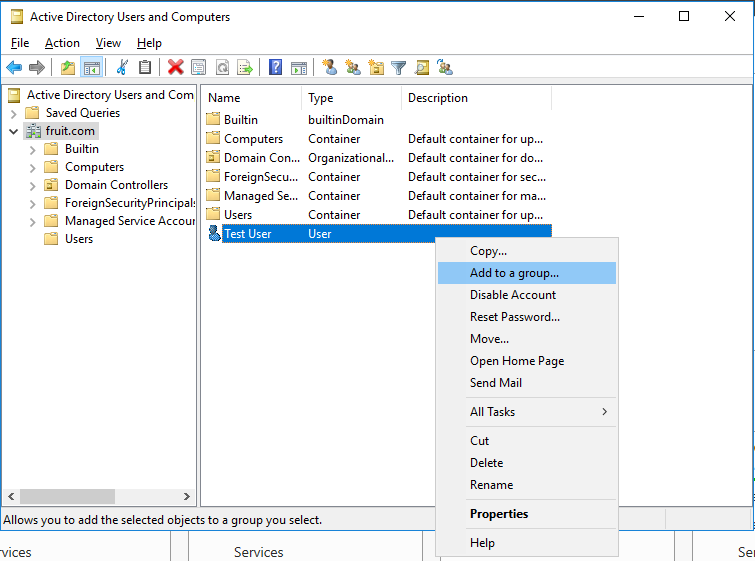 Active Directory Users and Computers
File Action View Help
Active Directory Users and Com
Saved Queries
fruit.com
Builtin
Computers
Domain Controllers
ForeignSecurityPrincipals
Managed Service Accour
Users
Name Type Description
Builtin builtinDomain
Computers Container Default container for up...
Domain Con... Organizational... Default container for do...
ForeignSecu... Container Default container for sec...
Managed Se... Container Default container for ma...
Users Container Default container for up...
Test User User
Copy...
Add to a group...
Disable Account
Reset Password...
Move...
Open Home Page
Send Mail
All Tasks
Cut
Delete
Rename
Properties
Help
Allows you to add the selected objects to a group you select.
rvices Services Se